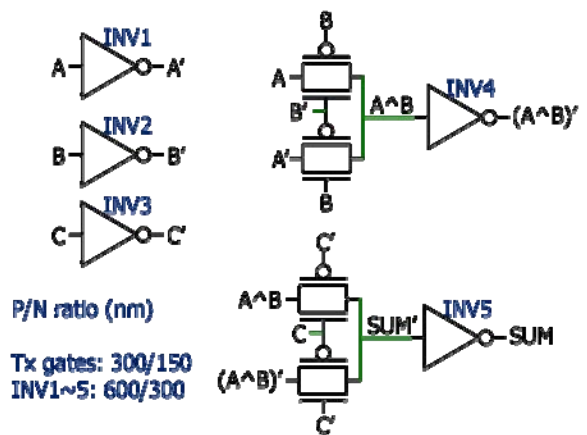 INV1
A
A'
INV2
B
B'
INV3
C
C'
P/N ratio (nm)
Tx gates: 300/150
INV1~5: 600/300
B
A
B'
A^B
INV4
(A^B)'
A'
B
C'
A^B
C
SUM'
INV5
SUM
(A^B)'
C'